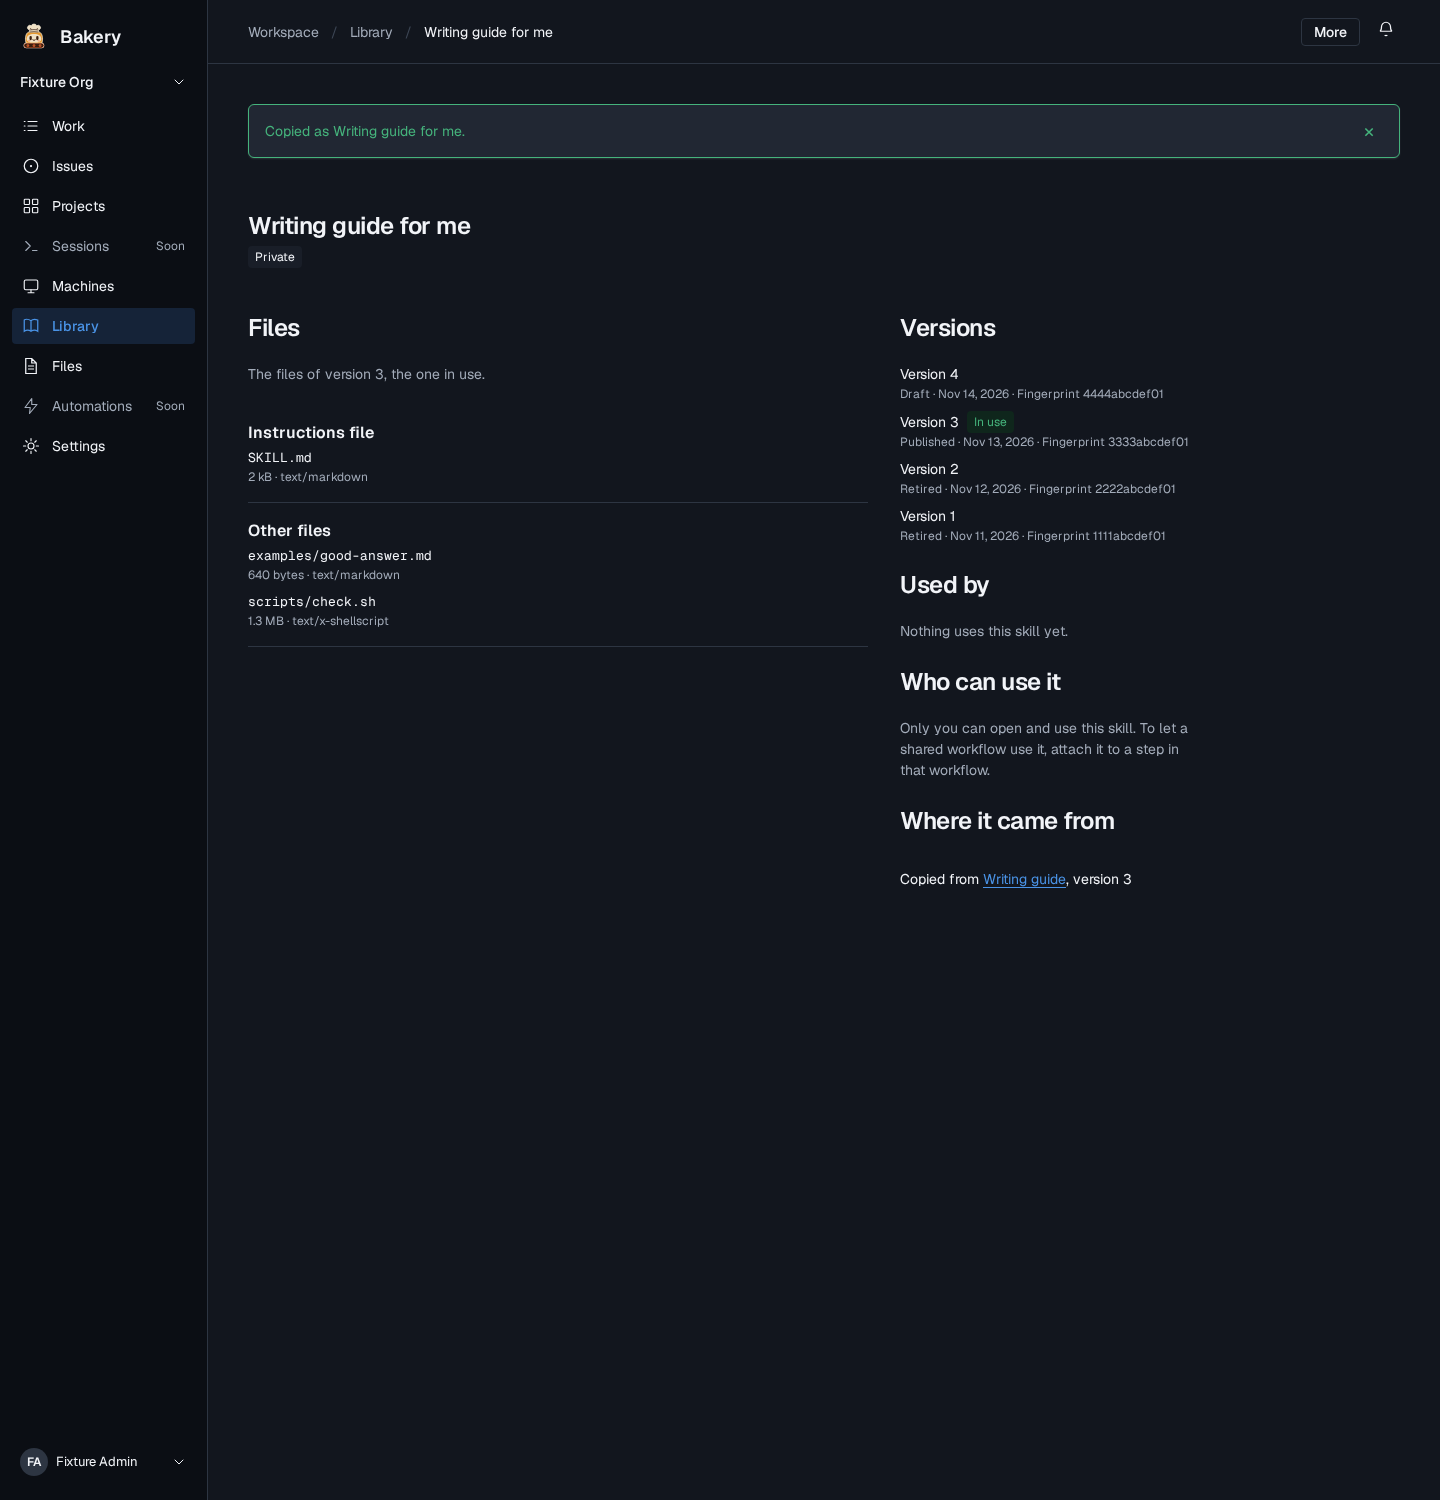 Bakery
Fixture Org
Work
Issues
Projects
Sessions Soon
Machines
Library
Files
Automations Soon
Settings
FA Fixture Admin
Workspace / Library / Writing guide for me
More
Copied as Writing guide for me.
Writing guide for me
Private
Files
The files of version 3, the one in use.
Instructions file
SKILL.md
2 kB · text/markdown
Other files
examples/good-answer.md
640 bytes · text/markdown
scripts/check.sh
1.3 MB · text/x-shellscript
Versions
Version 4
Draft · Nov 14, 2026 · Fingerprint 4444abcdef01
Version 3 In use
Published · Nov 13, 2026 · Fingerprint 3333abcdef01
Version 2
Retired · Nov 12, 2026 · Fingerprint 2222abcdef01
Version 1
Retired · Nov 11, 2026 · Fingerprint 1111abcdef01
Used by
Nothing uses this skill yet.
Who can use it
Only you can open and use this skill. To let a
shared workflow use it, attach it to a step in
that workflow.
Where it came from
Copied from Writing guide, version 3